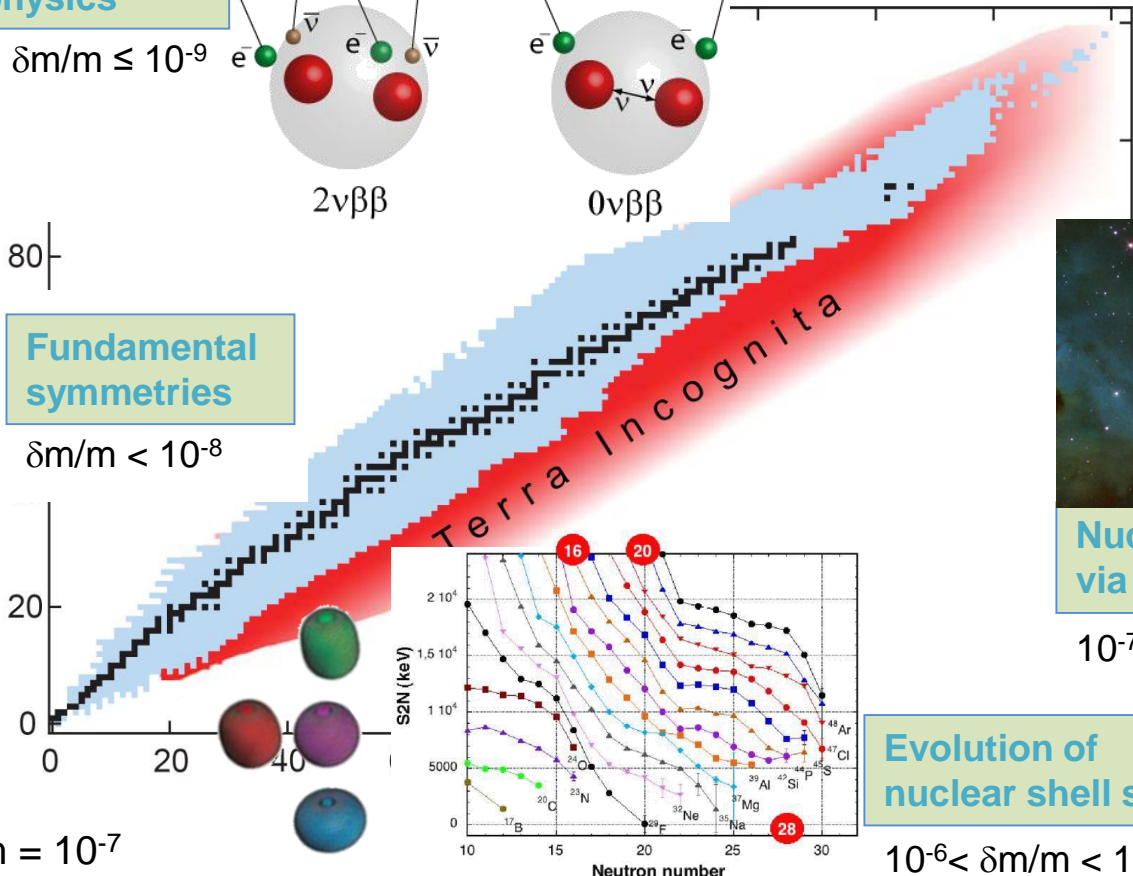 δm/m ≤ 10⁻⁹
e⁻ ν̄ e⁻ ν̄
e⁻ e⁻
ν ν
2νββ
0νββ
80
Fundamental
symmetries
δm/m < 10⁻⁸
Terra Incognita
20
0
0 20 40
16 20
S2N (keV)
2 10⁴
1,5 10⁴
1 10⁴
5000
0
48Ar
47Cl
45S
44P
42Si
39Al
37Mg
35Na
32Ne
29F
24O
23N
20C
17B
28
10 15 20 25 30
Neutron number
via
10⁻⁷
Evolution of
nuclear shell s
10⁻⁶< δm/m < 1
= 10⁻⁷